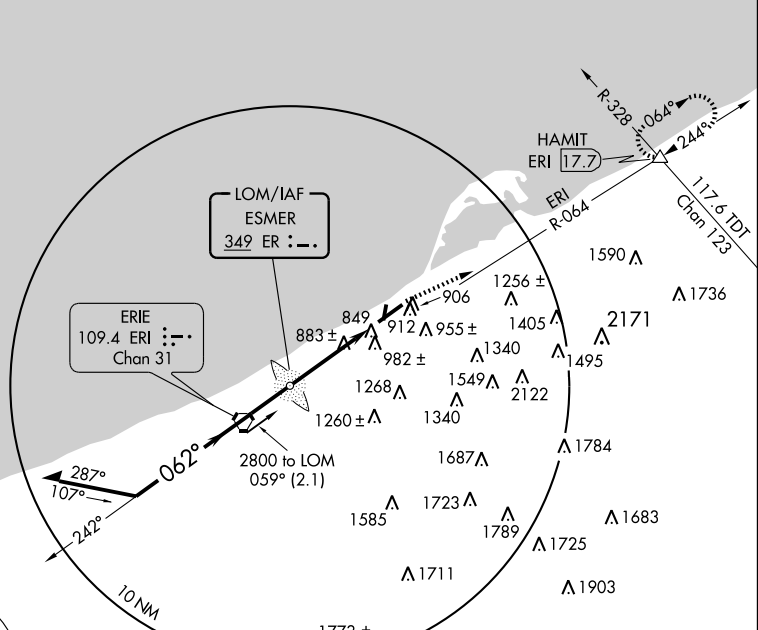 R-328
064°
244°
HAMIT
ERI 17.7
117.6 TDT
Chan 123
ERI
R-064
LOM/IAF
ESMER
349 ER
1590
1736
1256 ±
906
849
912
955 ±
1405
2171
ERIE
109.4 ERI
Chan 31
883 ±
982 ±
1340
1495
1268
1549
2122
1260 ±
1340
1784
062°
2800 to LOM
059° (2.1)
1687
287°
107°
242°
1585
1723
1789
1683
1725
1711
1903
10 NM